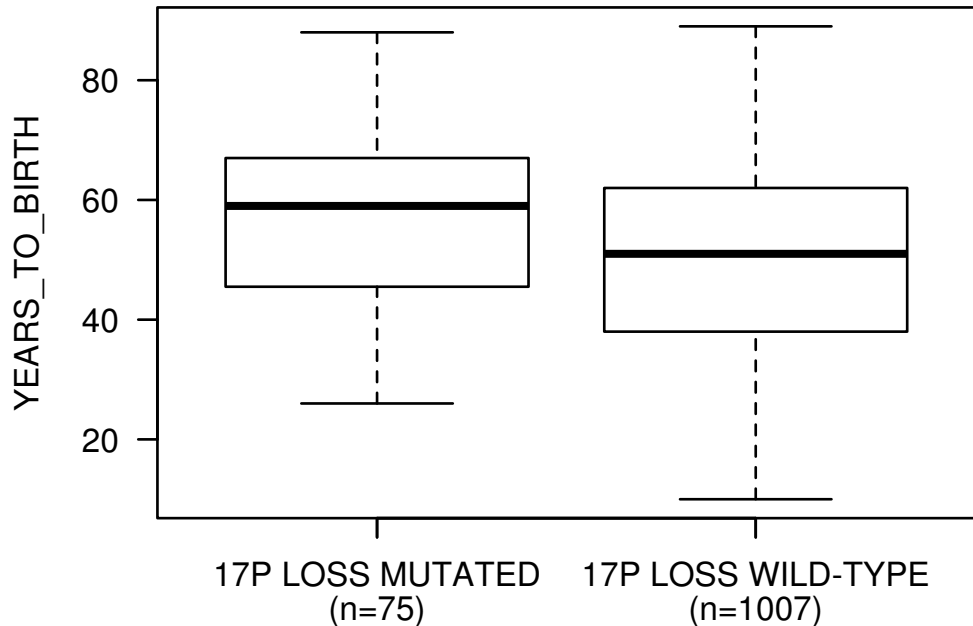 YEARS_TO_BIRTH
80
60
40
20
17P LOSS MUTATED
(n=75)
17P LOSS WILD-TYPE
(n=1007)